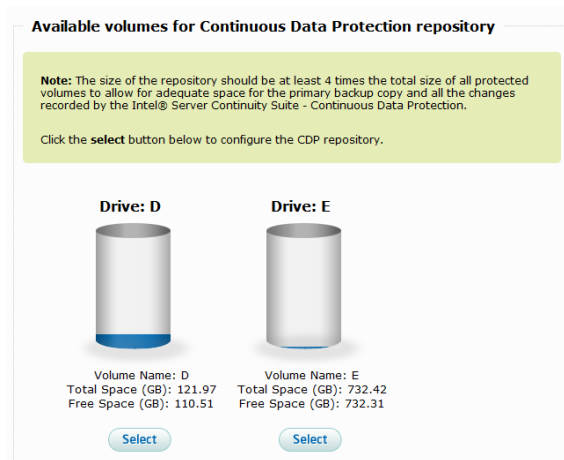 Available volumes for Continuous Data Protection repository
Note: The size of the repository should be at least 4 times the total size of all protected
volumes to allow for adequate space for the primary backup copy and all the changes
recorded by the Intel® Server Continuity Suite - Continuous Data Protection.
Click the select button below to configure the CDP repository.
Drive: D
Drive: E
Volume Name: D
Total Space (GB): 121.97
Free Space (GB): 110.51
Volume Name: E
Total Space (GB): 732.42
Free Space (GB): 732.31
Select
Select